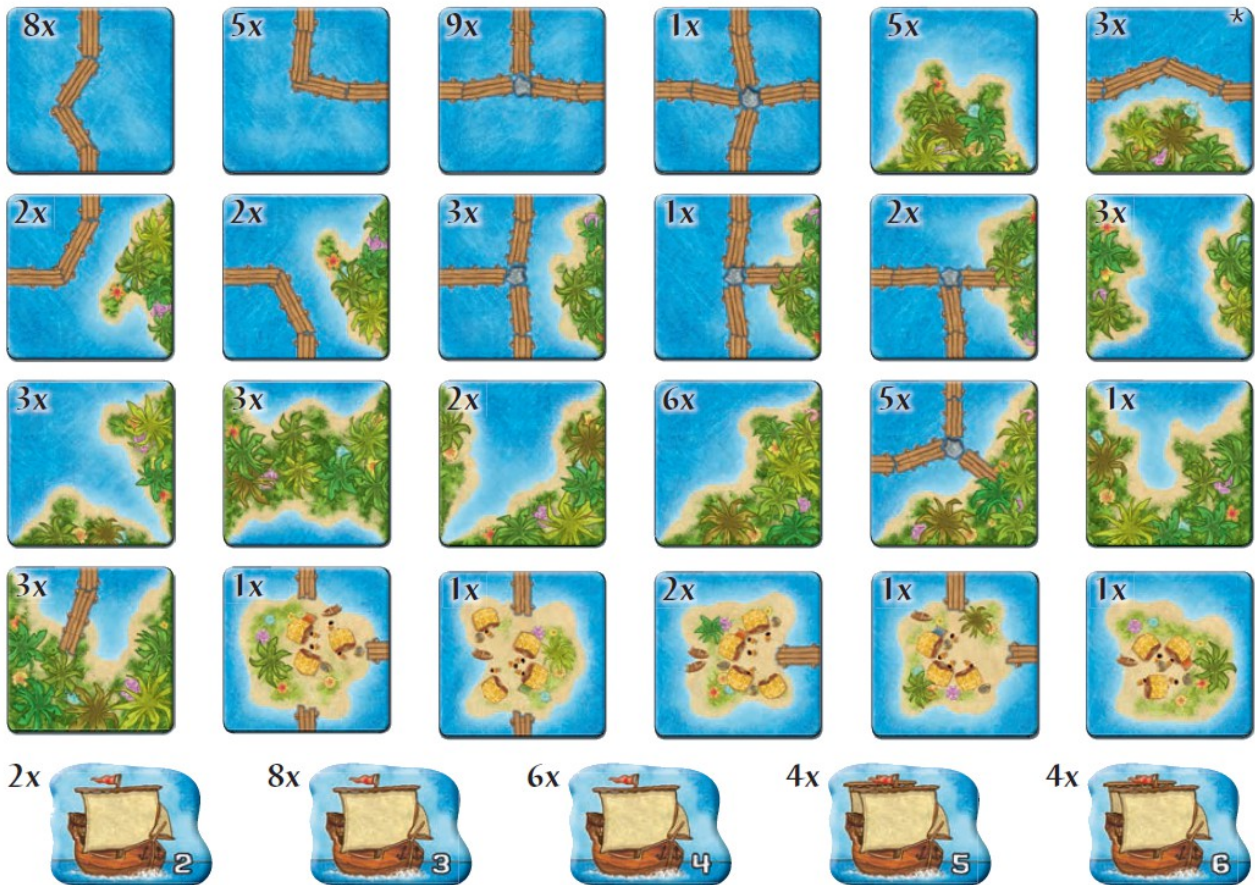 8x 5x 9x 1x 5x 3x *
2x 2x 3x 1x 2x 3x
3x 3x 2x 6x 5x 1x
3x 1x 1x 2x 1x 1x
2x 8x 6x 4x 4x
2 3 4 5 6